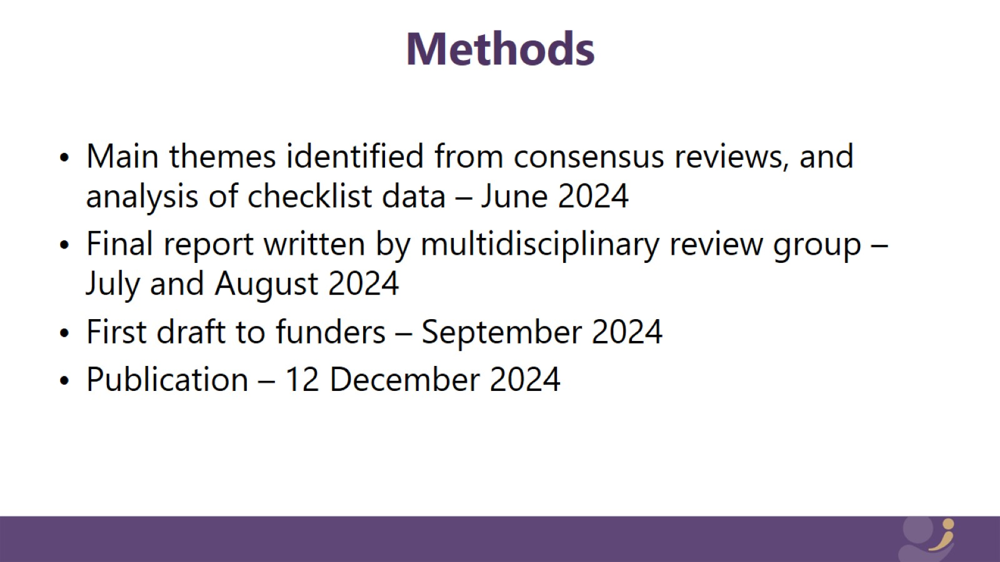 Methods
• Main themes identified from consensus reviews, and
analysis of checklist data – June 2024
• Final report written by multidisciplinary review group –
July and August 2024
• First draft to funders – September 2024
• Publication – 12 December 2024